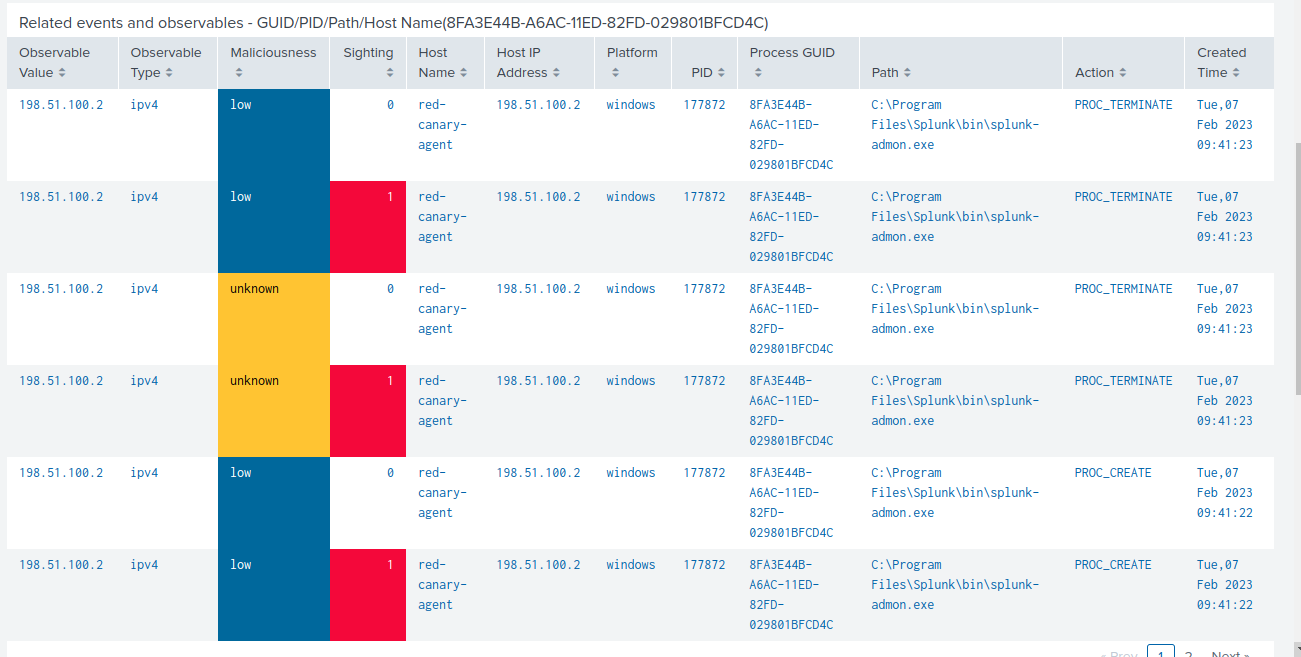 Related events and observables - GUID/PID/Path/Host Name(8FA3E44B-A6AC-11ED-82FD-029801BFCD4C)
Observable Value
Observable Type
Maliciousness
Sighting
Host Name
Host IP Address
Platform
PID
Process GUID
Path
Action
Created Time
198.51.100.2 ipv4 low 0 red- 198.51.100.2 windows 177872 8FA3E44B- C:\Program PROC_TERMINATE Tue,07
canary- A6AC-11ED- Files\Splunk\bin\splunk- Feb 2023
agent 82FD- admon.exe 09:41:23
029801BFCD4C
198.51.100.2 ipv4 low 1 red- 198.51.100.2 windows 177872 8FA3E44B- C:\Program PROC_TERMINATE Tue,07
canary- A6AC-11ED- Files\Splunk\bin\splunk- Feb 2023
agent 82FD- admon.exe 09:41:23
029801BFCD4C
198.51.100.2 ipv4 unknown 0 red- 198.51.100.2 windows 177872 8FA3E44B- C:\Program PROC_TERMINATE Tue,07
canary- A6AC-11ED- Files\Splunk\bin\splunk- Feb 2023
agent 82FD- admon.exe 09:41:23
029801BFCD4C
198.51.100.2 ipv4 unknown 1 red- 198.51.100.2 windows 177872 8FA3E44B- C:\Program PROC_TERMINATE Tue,07
canary- A6AC-11ED- Files\Splunk\bin\splunk- Feb 2023
agent 82FD- admon.exe 09:41:23
029801BFCD4C
198.51.100.2 ipv4 low 0 red- 198.51.100.2 windows 177872 8FA3E44B- C:\Program PROC_CREATE Tue,07
canary- A6AC-11ED- Files\Splunk\bin\splunk- Feb 2023
agent 82FD- admon.exe 09:41:22
029801BFCD4C
198.51.100.2 ipv4 low 1 red- 198.51.100.2 windows 177872 8FA3E44B- C:\Program PROC_CREATE Tue,07
canary- A6AC-11ED- Files\Splunk\bin\splunk- Feb 2023
agent 82FD- admon.exe 09:41:22
029801BFCD4C
« Prev 1 2 Next »